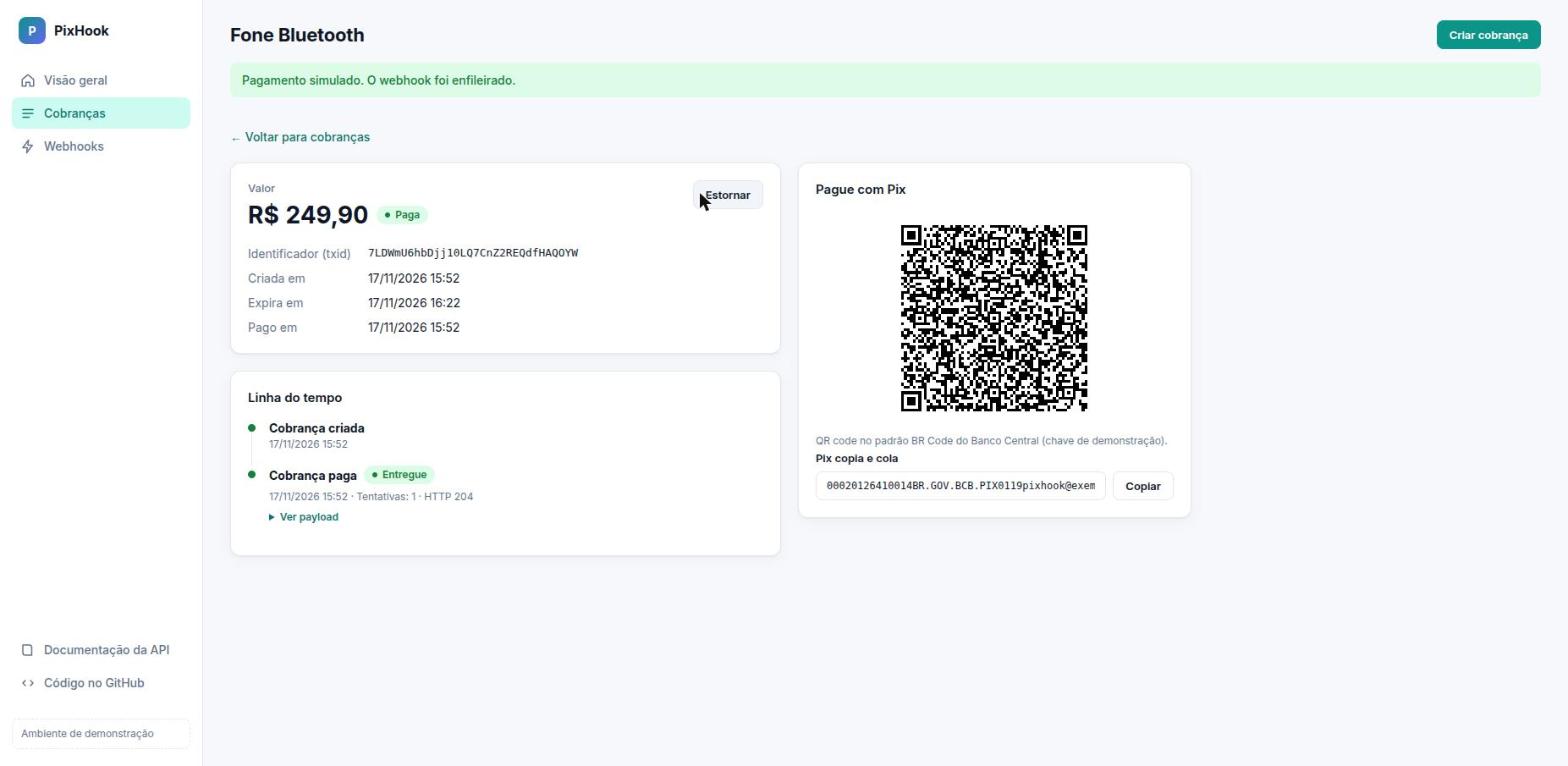 P PixHook
Visão geral
Cobranças
Webhooks
Documentação da API
Código no GitHub
Ambiente de demonstração
Fone Bluetooth
Criar cobrança
Pagamento simulado. O webhook foi enfileirado.
← Voltar para cobranças
Valor
R$ 249,90 Paga
Estornar
Identificador (txid) 7LDWmU6hbDjj10LQ7CnZ2REQdfHAQOYW
Criada em 17/11/2026 15:52
Expira em 17/11/2026 16:22
Pago em 17/11/2026 15:52
Linha do tempo
Cobrança criada
17/11/2026 15:52
Cobrança paga Entregue
17/11/2026 15:52 · Tentativas: 1 · HTTP 204
Ver payload
Pague com Pix
QR code no padrão BR Code do Banco Central (chave de demonstração).
Pix copia e cola
00020126410014BR.GOV.BCB.PIX0119pixhook@exem
Copiar